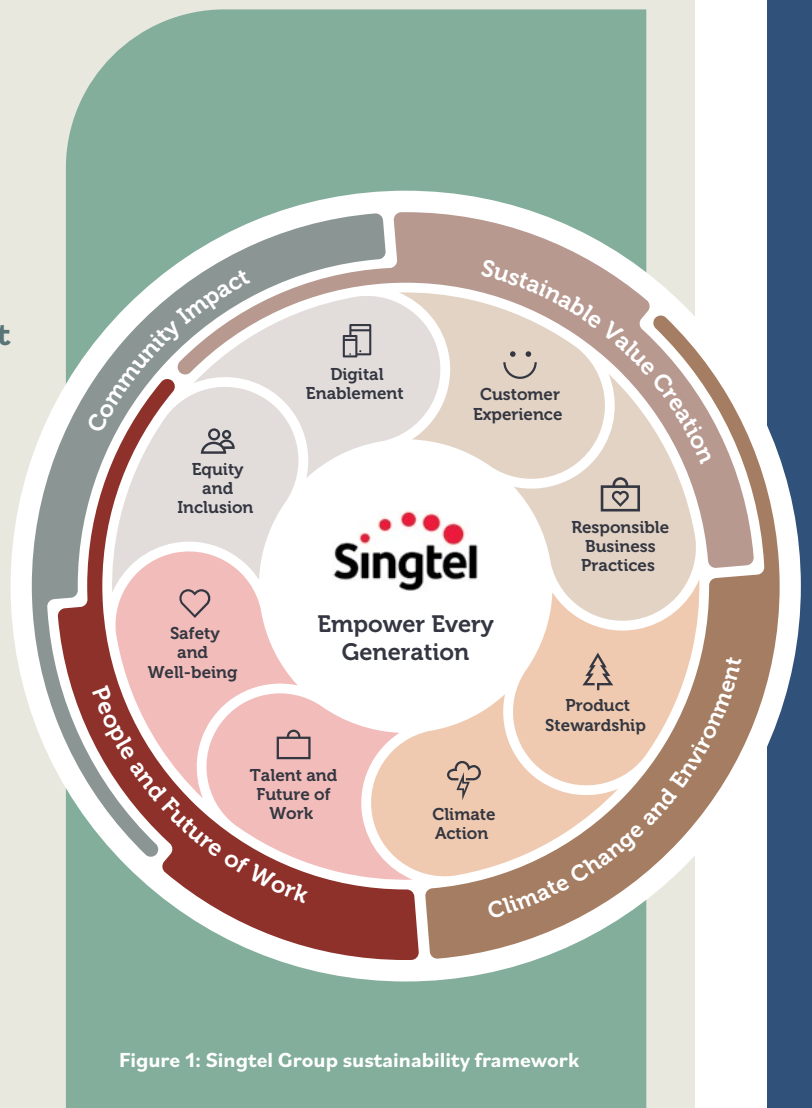 t
Community Impact
Sustainable Value Creation
Digital
Enablement
Customer
Experience
Equity
and
Inclusion
Responsible
Business
Practices
Singtel
Empower Every
Generation
Safety
and
Well-being
Product
Stewardship
Talent and
Future of
Work
Climate
Action
People and Future of Work
Climate Change and Environment
Figure 1: Singtel Group sustainability framework